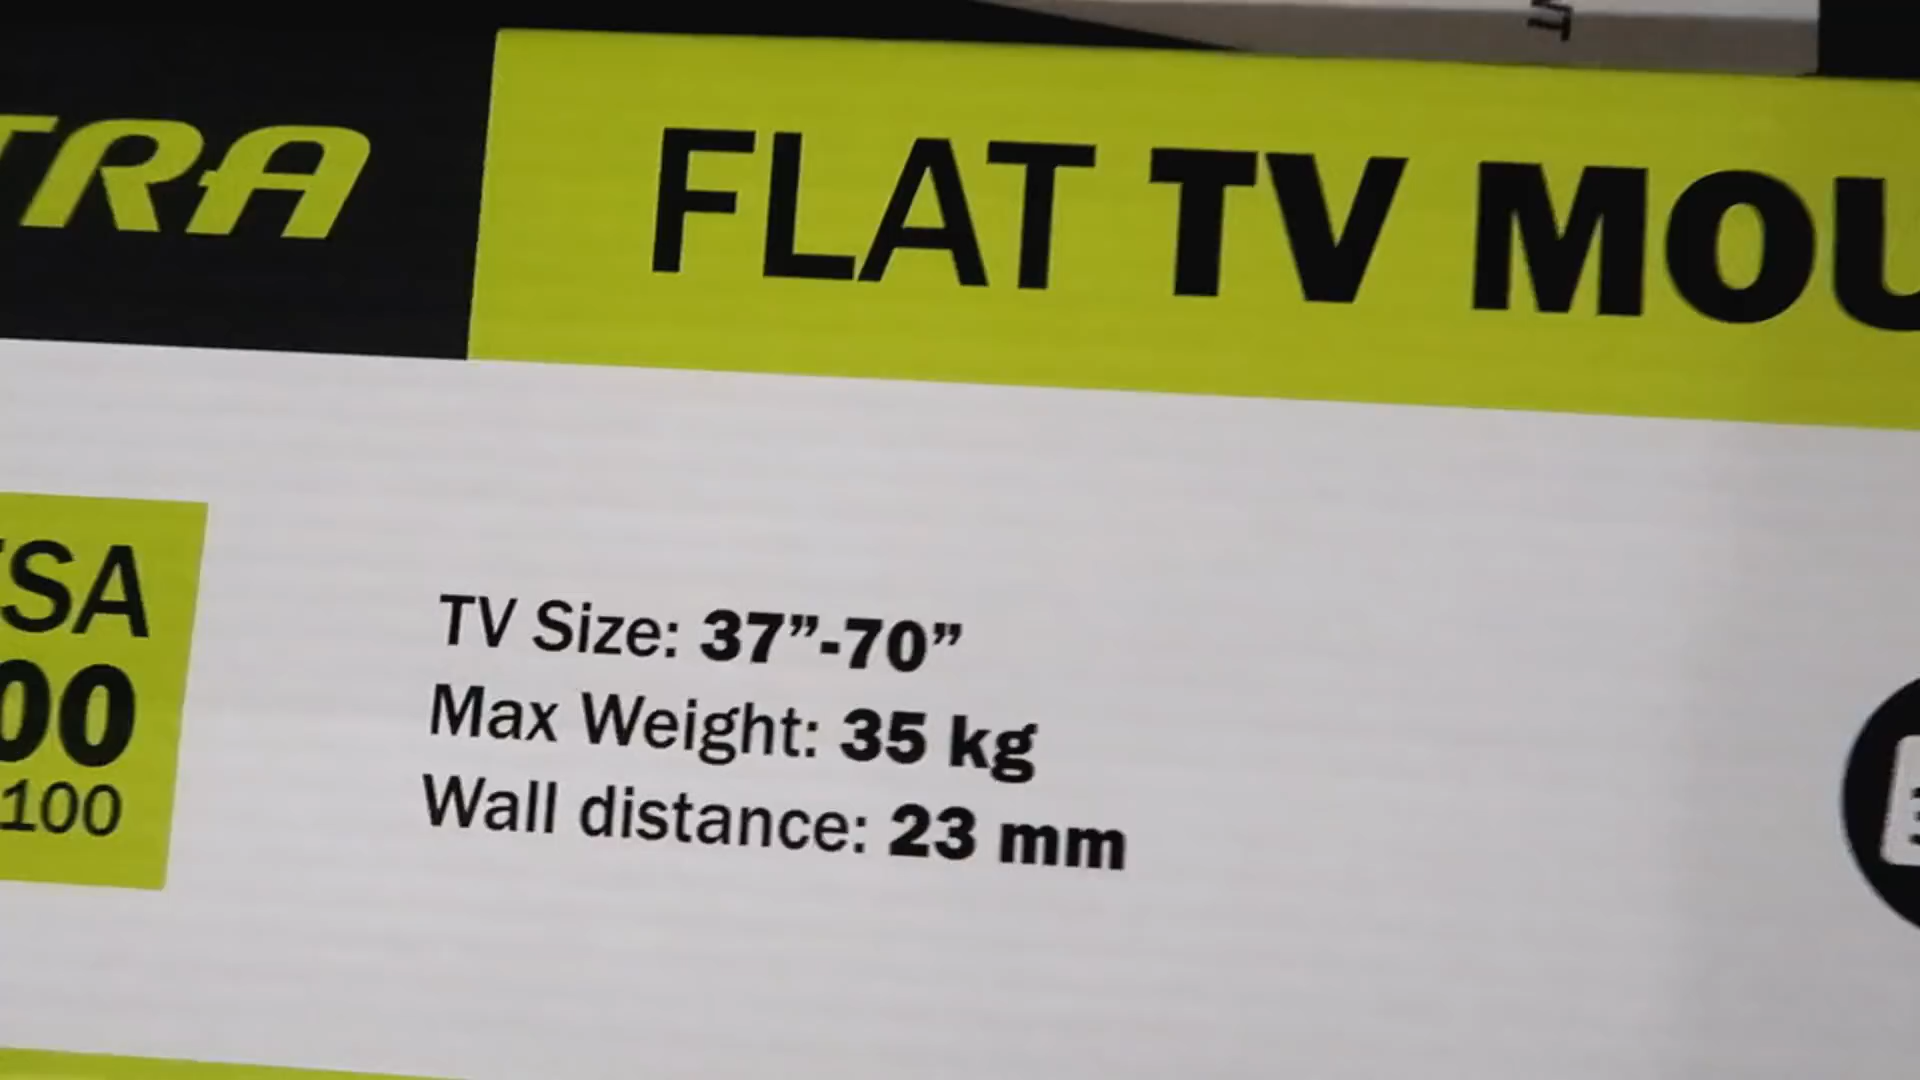 TRA
FLAT TV MOU
SA
00
100
TV Size: 37”-70”
Max Weight: 35 kg
Wall distance: 23 mm